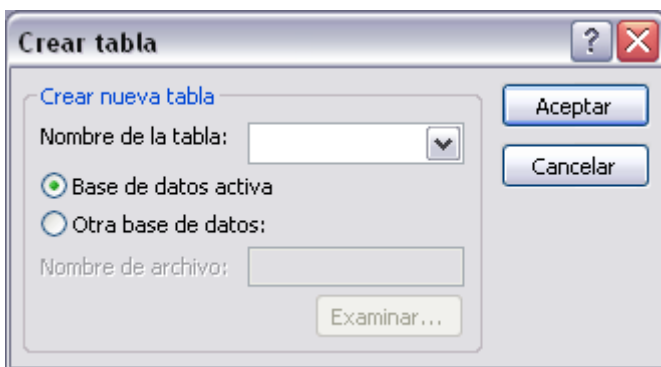 Crear tabla
Crear nueva tabla
Nombre de la tabla:
Base de datos activa
Otra base de datos:
Nombre de archivo:
Examinar...
Aceptar
Cancelar